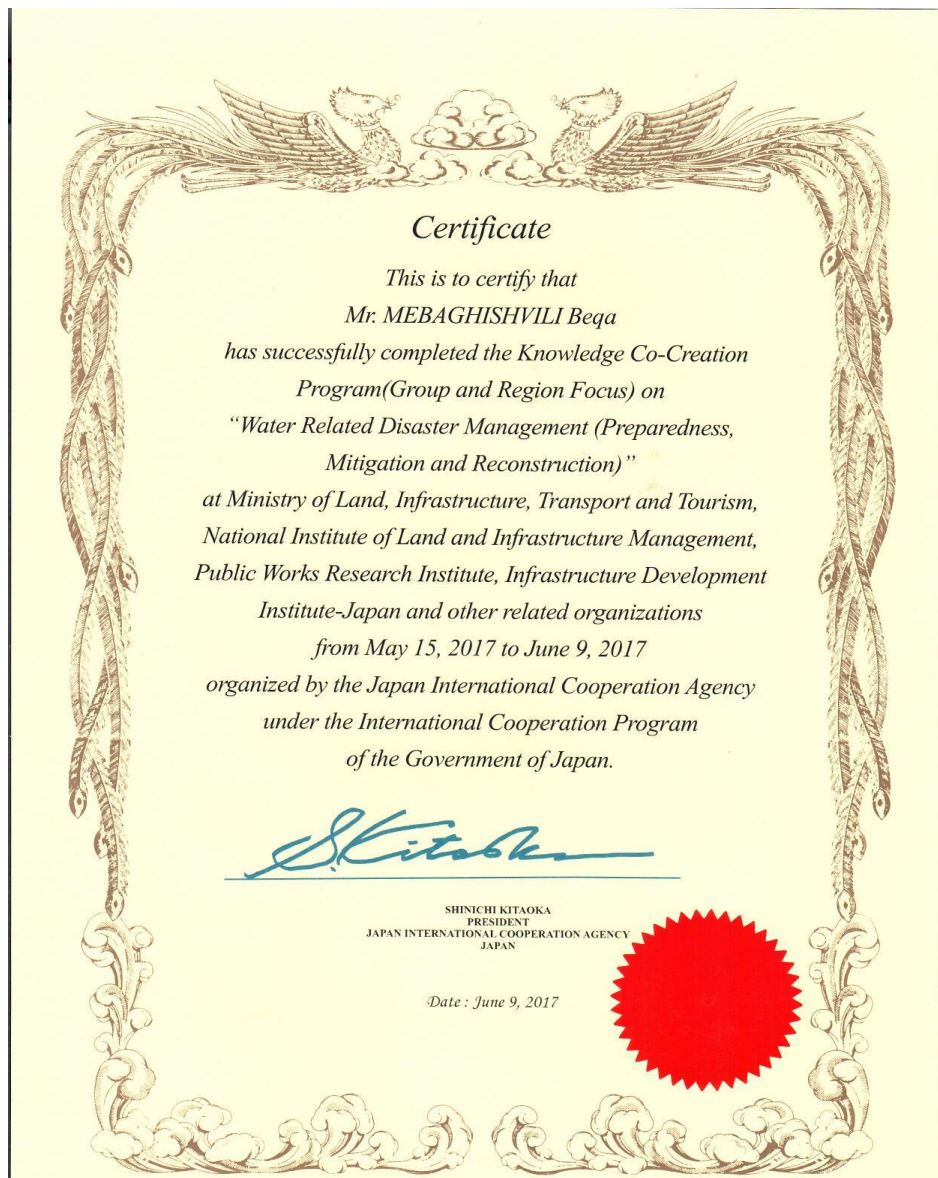 Certificate
This is to certify that
Mr. MEBAGHISHVILI Beqa
has successfully completed the Knowledge Co-Creation
Program(Group and Region Focus) on
“Water Related Disaster Management (Preparedness,
Mitigation and Reconstruction)”
at Ministry of Land, Infrastructure, Transport and Tourism,
National Institute of Land and Infrastructure Management,
Public Works Research Institute, Infrastructure Development
Institute-Japan and other related organizations
from May 15, 2017 to June 9, 2017
organized by the Japan International Cooperation Agency
under the International Cooperation Program
of the Government of Japan.
S. Kitaoka
SHINICHI KITAOKA
PRESIDENT
JAPAN INTERNATIONAL COOPERATION AGENCY
JAPAN
Date : June 9, 2017